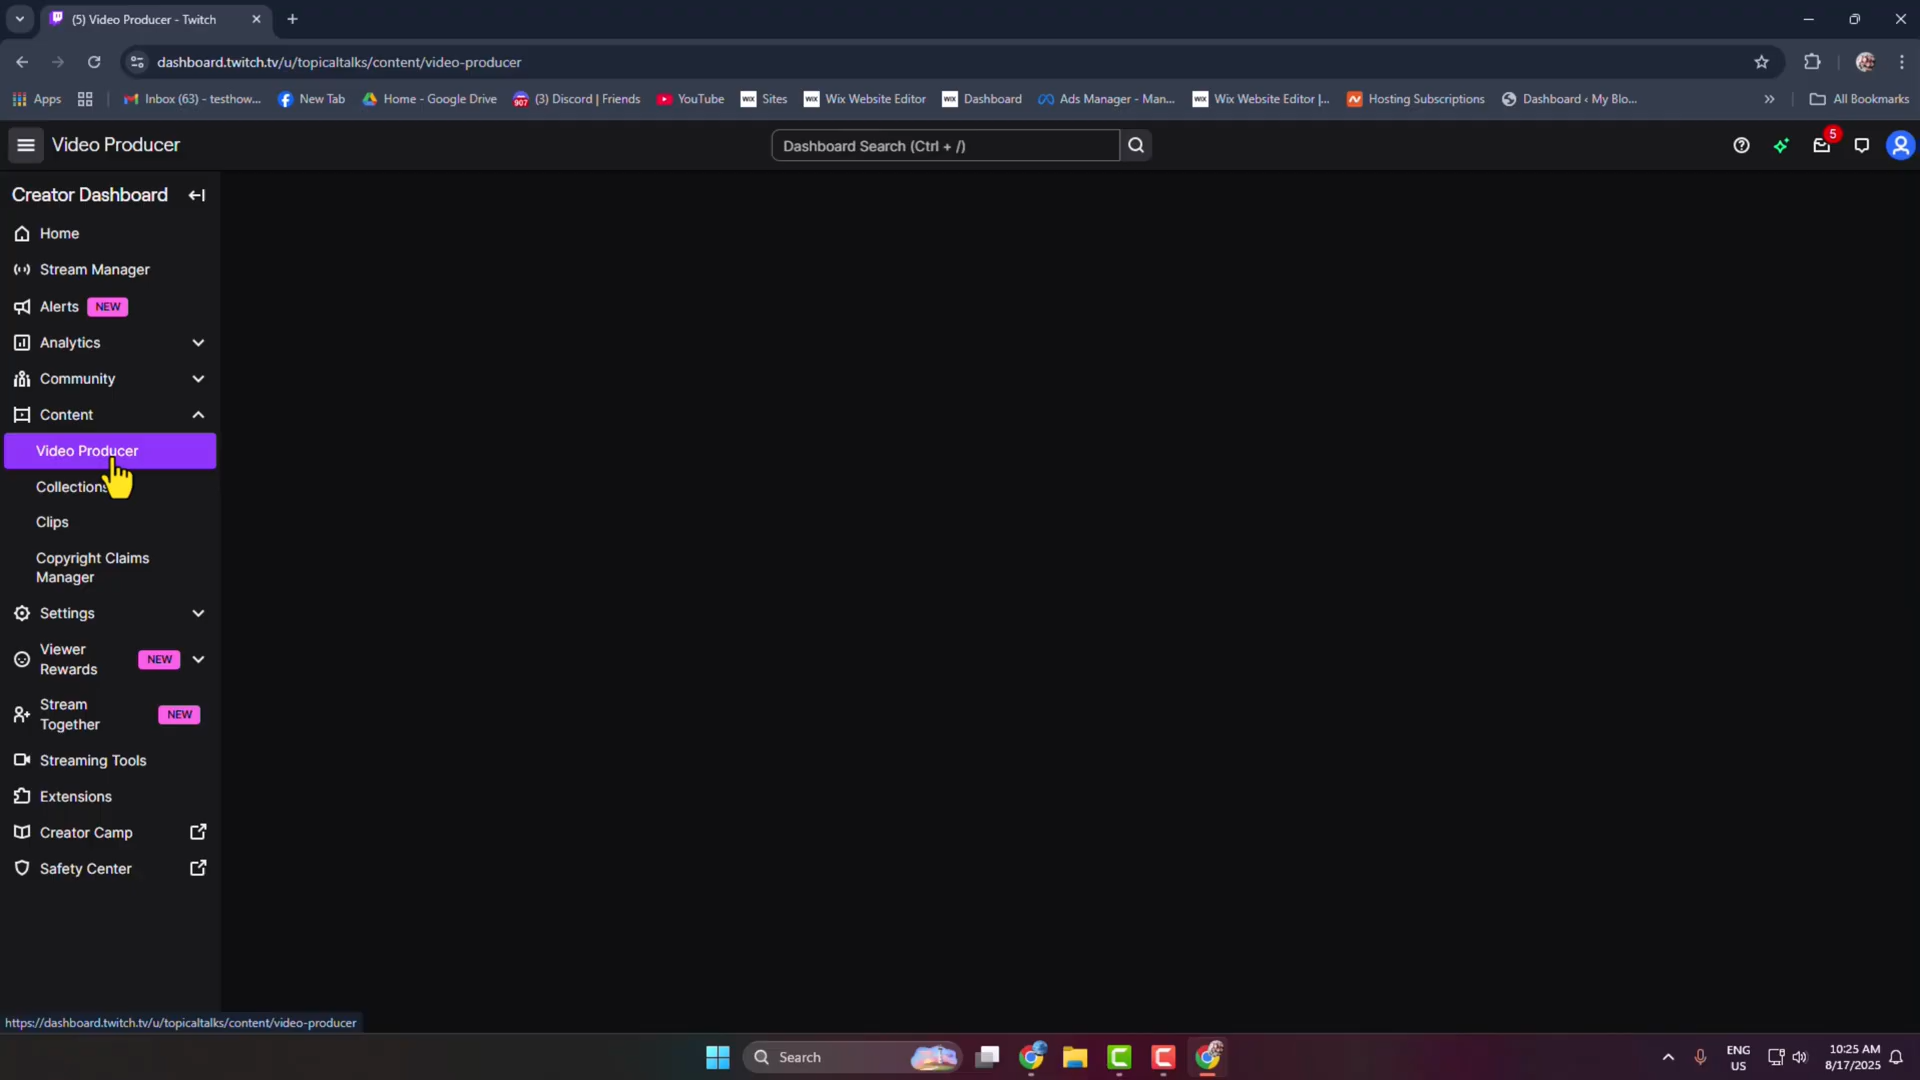 (5) Video Producer - Twitch
dashboard.twitch.tv/u/topicaltalks/content/video-producer
Apps
Inbox (63) - testhow...
New Tab
Home - Google Drive
(3) Discord | Friends
YouTube
Sites
Wix Website Editor
Dashboard
Ads Manager - Man...
Wix Website Editor |...
Hosting Subscriptions
Dashboard ‹ My Blo...
All Bookmarks
Video Producer
Dashboard Search (Ctrl + /)
5
Creator Dashboard
Home
Stream Manager
Alerts NEW
Analytics
Community
Content
Video Producer
Collections
Clips
Copyright Claims
Manager
Settings
Viewer
Rewards
NEW
Stream
Together
NEW
Streaming Tools
Extensions
Creator Camp
Safety Center
https://dashboard.twitch.tv/u/topicaltalks/content/video-producer
Search
ENG
US
10:25 AM
8/17/2025